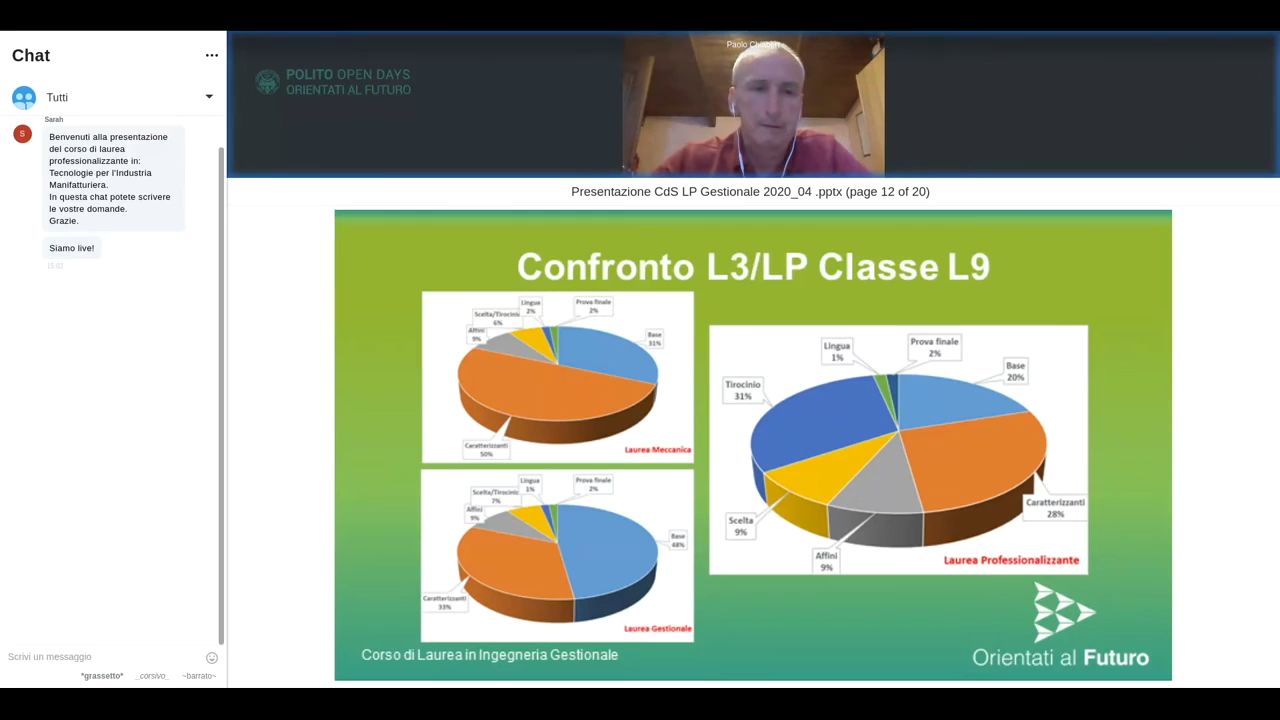 Chat
Tutti
Sarah
S
Benvenuti alla presentazione
del corso di laurea
professionalizzante in:
Tecnologie per l'Industria
Manifatturiera.
In questa chat potete scrivere
le vostre domande.
Grazie.
Siamo live!
15:03
Scrivi un messaggio
*grassetto* _corsivo_ ~barrato~
POLITO OPEN DAYS
ORIENTATI AL FUTURO
Paolo
Presentazione CdS LP Gestionale 2020_04 .pptx (page 12 of 20)
Confronto L3/LP Classe L9
Lingua
2%
Prova finale
2%
Scelta/Tirocinio
6%
Affini
9%
Base
31%
Caratterizzanti
50%
Laurea Meccanica
Lingua
1%
Prova finale
2%
Scelta/Tirocinio
7%
Affini
9%
Base
48%
Caratterizzanti
33%
Laurea Gestionale
Lingua
1%
Prova finale
2%
Tirocinio
31%
Base
20%
Scelta
9%
Affini
9%
Caratterizzanti
28%
Laurea Professionalizzante
Corso di Laurea in Ingegneria Gestionale
Orientati al Futuro